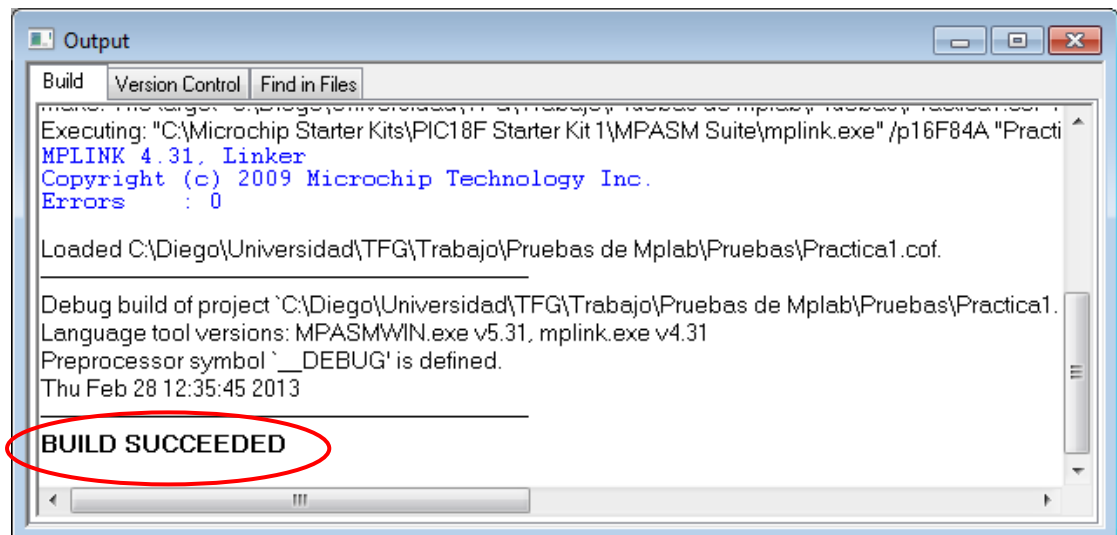 Output
Build Version Control Find in Files
Executing: "C:\Microchip Starter Kits\PIC18F Starter Kit 1\MPASM Suite\mplink.exe" /p16F84A "Practi
MPLINK 4.31, Linker
Copyright (c) 2009 Microchip Technology Inc.
Errors : 0
Loaded C:\Diego\Universidad\TFG\Trabajo\Pruebas de Mplab\Pruebas\Practica1.cof.
Debug build of project `C:\Diego\Universidad\TFG\Trabajo\Pruebas de Mplab\Pruebas\Practica1.
Language tool versions: MPASMWIN.exe v5.31, mplink.exe v4.31
Preprocessor symbol `__DEBUG' is defined.
Thu Feb 28 12:35:45 2013
BUILD SUCCEEDED